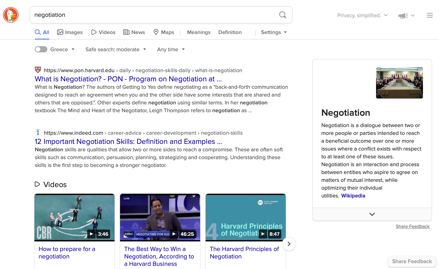 negotiation
Privacy, simplified.
All
Images
Videos
News
Maps
Meanings
Definition
Settings
Greece
Safe search: moderate
Any time
https://www.pon.harvard.edu › daily › negotiation-skills-daily › what-is-negotiation
What is Negotiation? - PON - Program on Negotiation at ...
What is Negotiation? The authors of Getting to Yes define negotiating as a "back-and-forth communication
designed to reach an agreement when you and the other side have some interests that are shared and
others that are opposed.". Other experts define negotiation using similar terms. In her negotiation
textbook The Mind and Heart of the Negotiator, Leigh Thompson refers to negotiation as ...
https://www.indeed.com › career-advice › career-development › negotiation-skills
12 Important Negotiation Skills: Definition and Examples ...
Negotiation skills are qualities that allow two or more sides to reach a compromise. These are often soft
skills such as communication, persuasion, planning, strategizing and cooperating. Understanding these
skills is the first step to becoming a stronger negotiator.
Videos
CBR
3:46
How to prepare for a
negotiation
46:25
The Best Way to Win a
Negotiation, According to
a Harvard Business
4
Harvard Principles
of Negotiation
8:47
The Harvard Principles of
Negotiation
Negotiation
Negotiation is a dialogue between two or
more people or parties intended to reach
a beneficial outcome over one or more
issues where a conflict exists with respect
to at least one of these issues.
Negotiation is an interaction and process
between entities who aspire to agree on
matters of mutual interest, while
optimizing their individual
utilities. Wikipedia
Share Feedback
Share Feedback